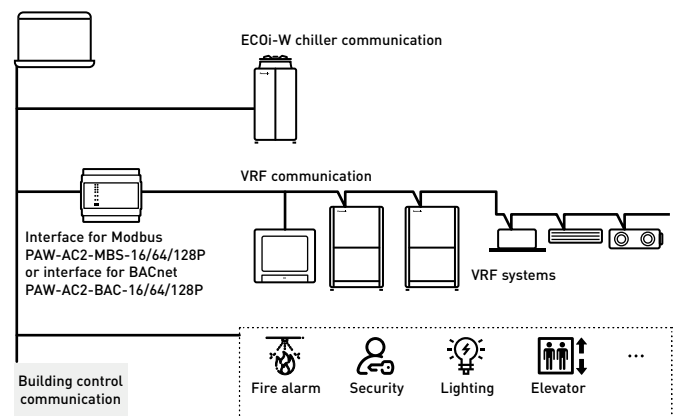 ECOi-W chiller communication
VRF communication
Interface for Modbus
PAW-AC2-MBS-16/64/128P
or interface for BACnet
PAW-AC2-BAC-16/64/128P
VRF systems
Fire alarm
Security
Lighting
Elevator
...
Building control
communication